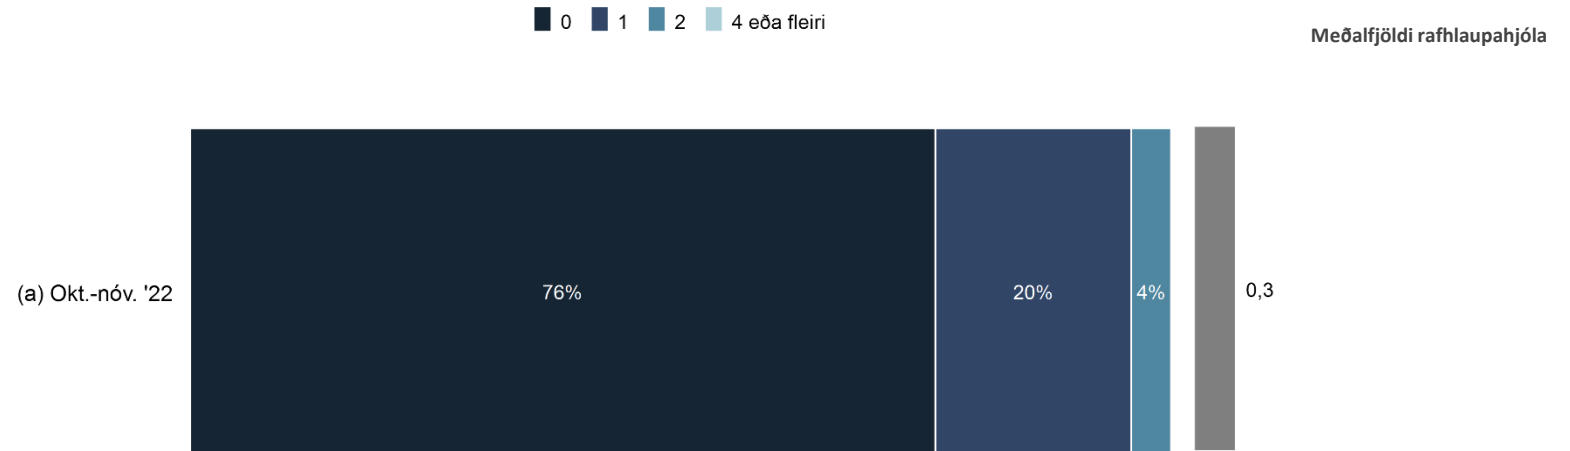 0 1 2 4 eða fleiri
Meðalfjöldi rafhlaupahjóla
(a) Okt.-nóv. '22 76% 20% 4% 0,3